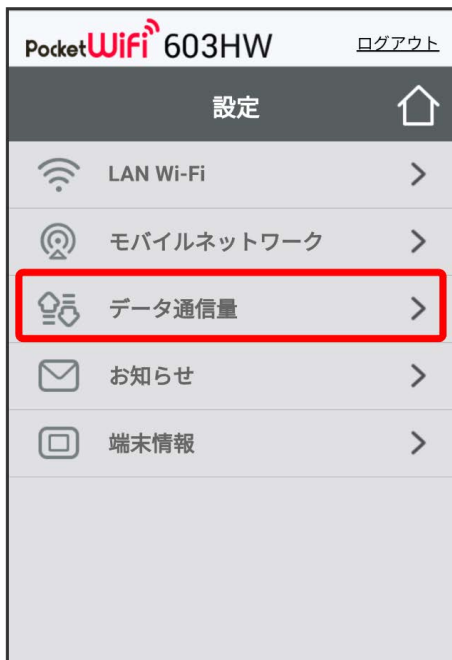 PocketWiFi 603HW ログアウト
設定
LAN Wi-Fi
モバイルネットワーク
データ通信量
お知らせ
端末情報